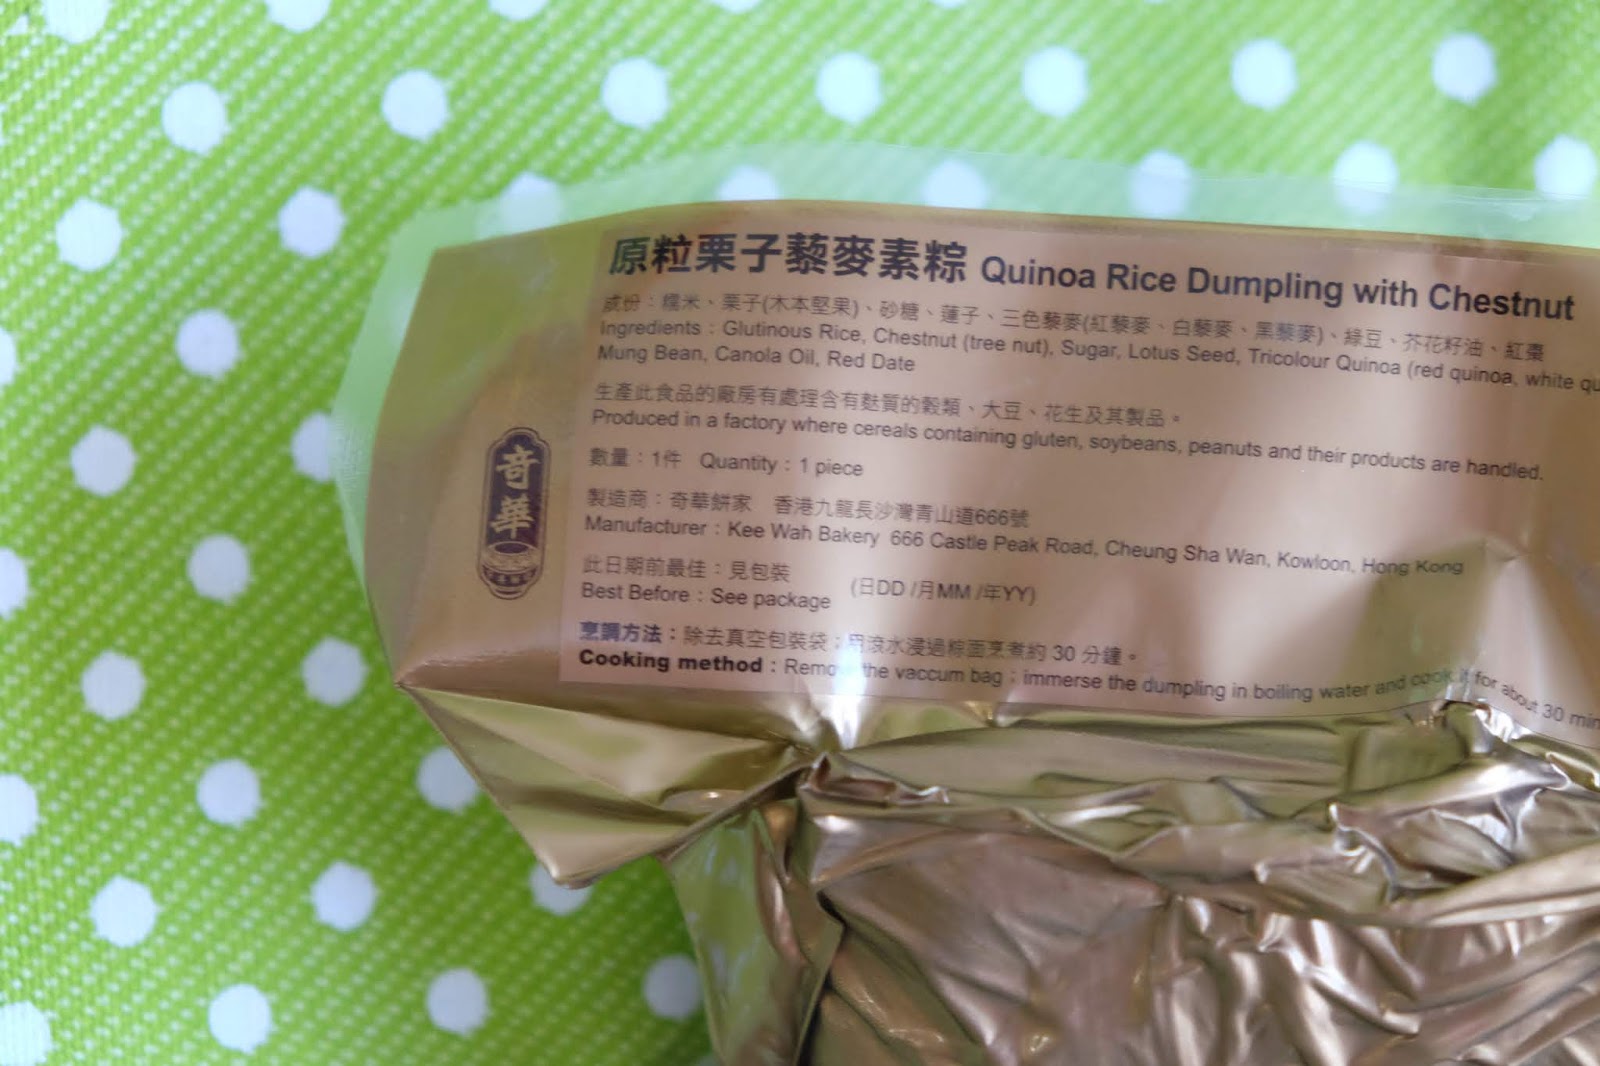 原粒栗子藜麥素粽 Quinoa Rice Dumpling with Chestnut
成份：糯米、栗子(木本堅果)、砂糖、蓮子、三色藜麥(紅藜麥、白藜麥、黑藜麥)、綠豆、芥花籽油、紅棗
Ingredients : Glutinous Rice, Chestnut (tree nut), Sugar, Lotus Seed, Tricolour Quinoa (red quinoa, white
Mung Bean, Canola Oil, Red Date
生產此食品的廠房有處理含有麩質的穀類、大豆、花生及其製品。
Produced in a factory where cereals containing gluten, soybeans, peanuts and their products are handled.
數量：1件 Quantity : 1 piece
製造商：奇華餅家 香港九龍長沙灣青山道666號
Manufacturer : Kee Wah Bakery 666 Castle Peak Road, Cheung Sha Wan, Kowloon, Hong Kong
此日期前最佳：見包裝
Best Before : See package (日DD /月MM /年YY)
烹調方法：除去真空包裝袋；用滾水浸過粽面烹煮約 30 分鐘。
Cooking method : Remove the vaccum bag ; immerse the dumpling in boiling water and cook it for about 30
奇華